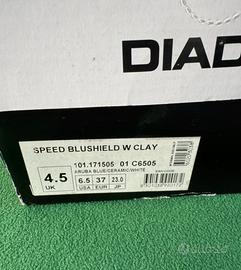 DIAD
SPEED BLUSHIELD W CLAY
101.171505 01 C6505
ARUBA BLUE/CERAMIC/WHITE
4.5 6.5 37 23.0
UK USA EUR JP